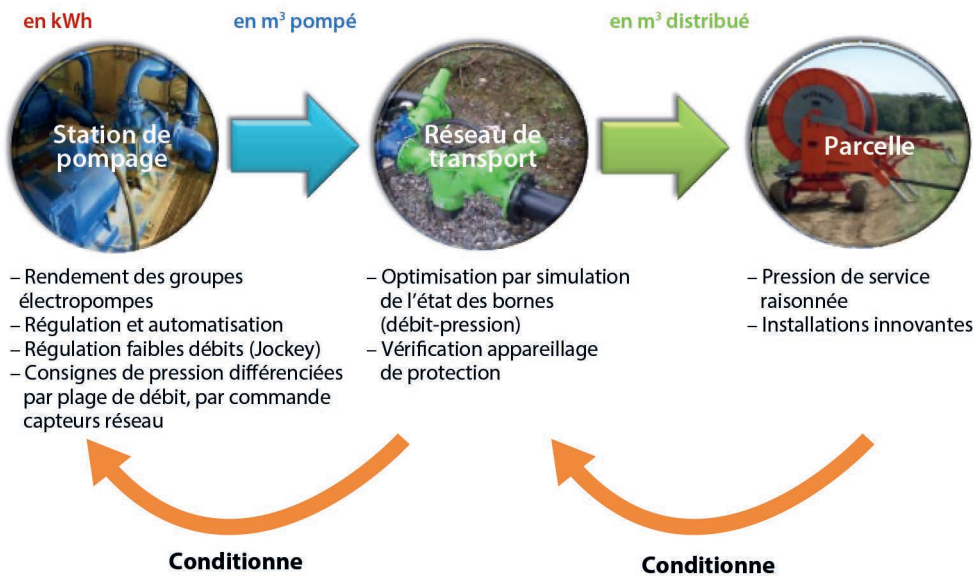 en kWh
en m³ pompé
en m³ distribué
Station de
pompage
Réseau de
transport
Parcelle
– Rendement des groupes
électropompes
– Régulation et automatisation
– Régulation faibles débits (Jockey)
– Consignes de pression différenciées
par plage de débit, par commande
capteurs réseau
– Optimisation par simulation
de l’état des bornes
(débit-pression)
– Vérification appareillage
de protection
– Pression de service
raisonnée
– Installations innovantes
Conditionne
Conditionne